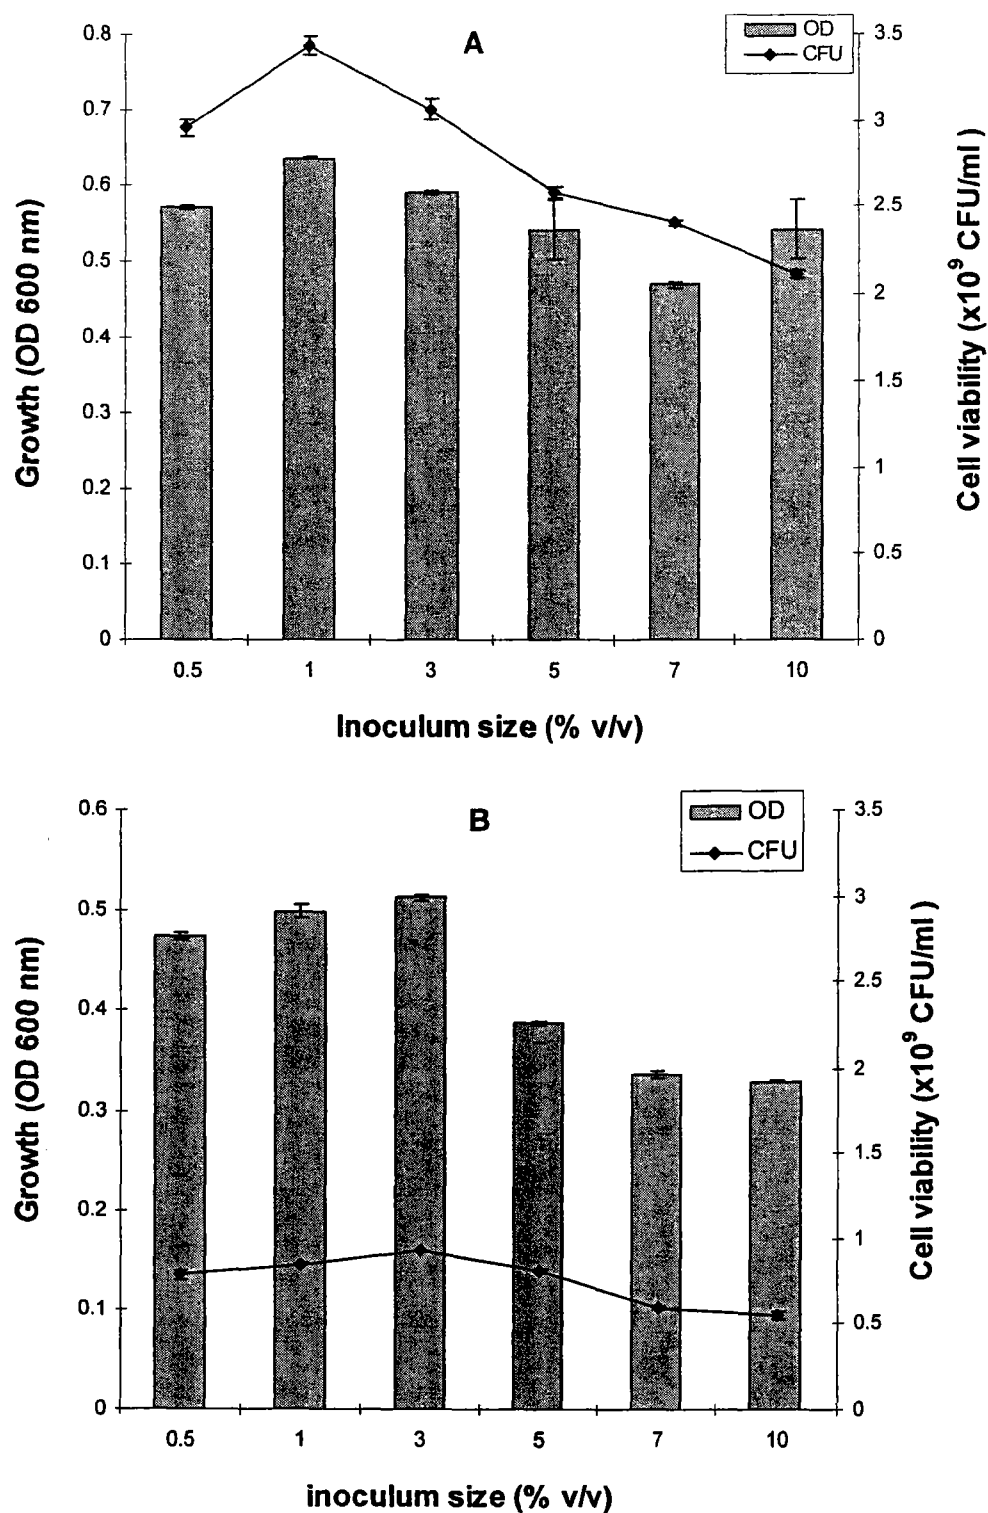 A
OD
CFU
0.8
0.7
0.6
0.5
0.4
0.3
0.2
0.1
0
3.5
3
2.5
2
1.5
1
0.5
0
Growth (OD 600 nm)
Cell viability (x10⁹ CFU/ml )
0.5 1 3 5 7 10
Inoculum size (% v/v)
B
OD
CFU
0.6
0.5
0.4
0.3
0.2
0.1
0
3.5
3
2.5
2
1.5
1
0.5
0
Growth (OD 600 nm)
Cell viability (x10⁹ CFU/ml )
0.5 1 3 5 7 10
inoculum size (% v/v)